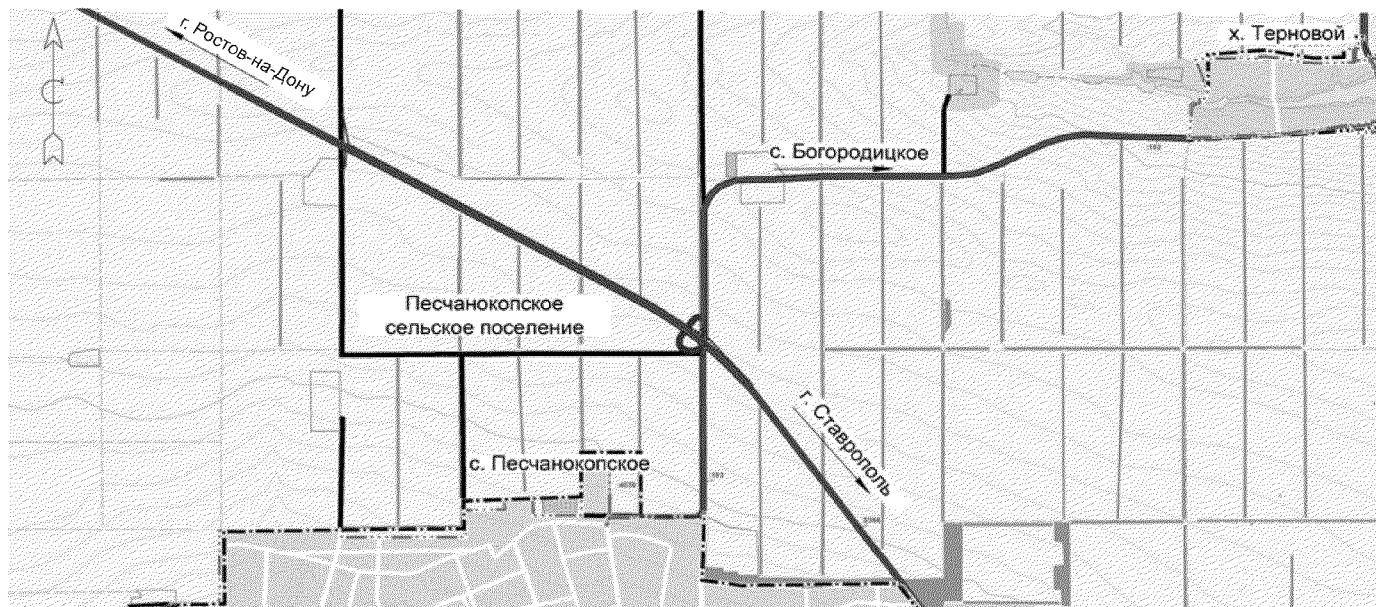 х. Терновой
г. Ростов-на-Дону
С
с. Богородицкое
Песчанокопское
сельское поселение
г. Ставрополь
с. Песчанокопское